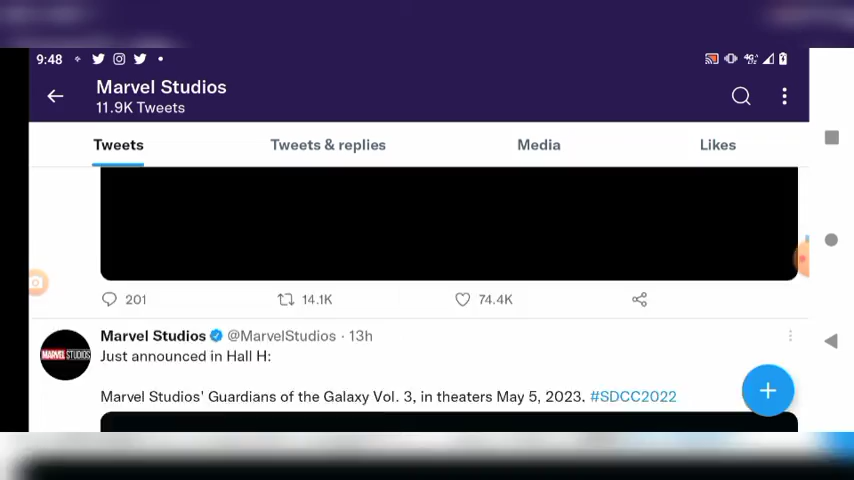 9:48
Marvel Studios
11.9K Tweets
Tweets Tweets & replies Media Likes
201 14.1K 74.4K
Marvel Studios @MarvelStudios · 13h
MARVEL STUDIOS
Just announced in Hall H:
Marvel Studios' Guardians of the Galaxy Vol. 3, in theaters May 5, 2023. #SDCC2022